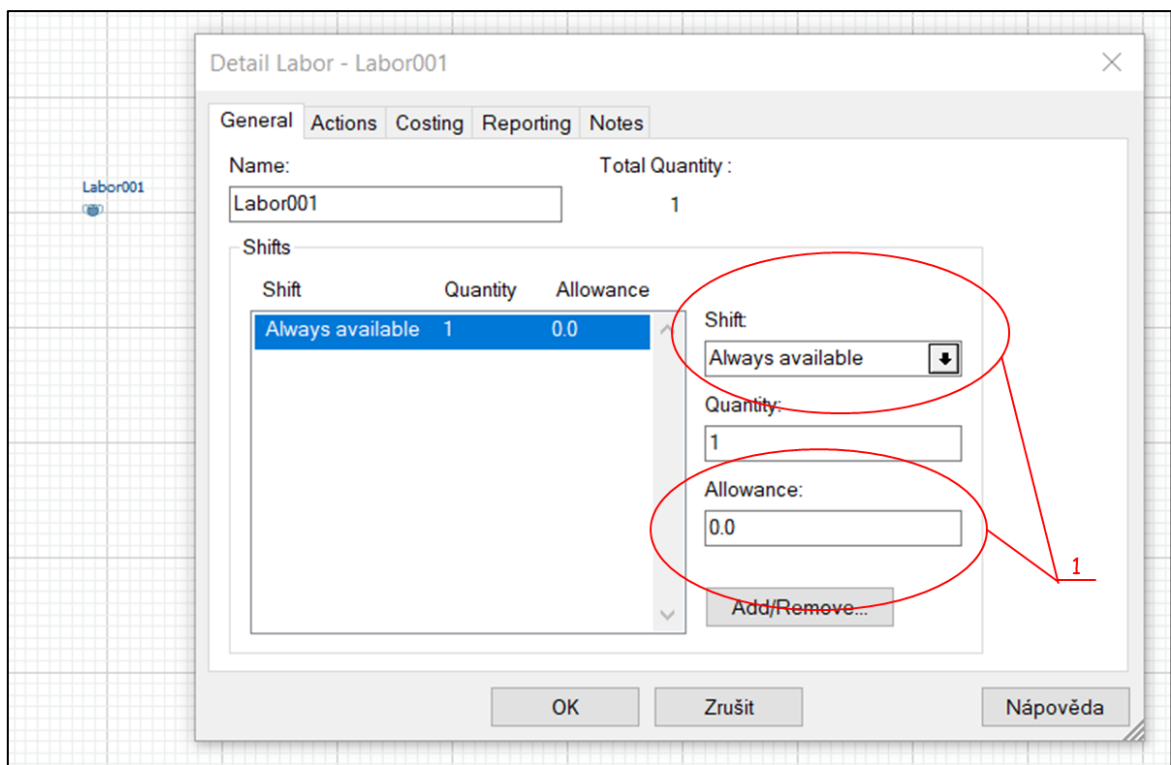 Detail Labor - Labor001
General Actions Costing Reporting Notes
Name: Total Quantity :
Labor001 1
Labor001
Shifts
Shift Quantity Allowance
Always available 1 0.0
Shift:
Always available
Quantity:
1
Allowance:
0.0
1
Add/Remove...
OK Zrušit Nápověda